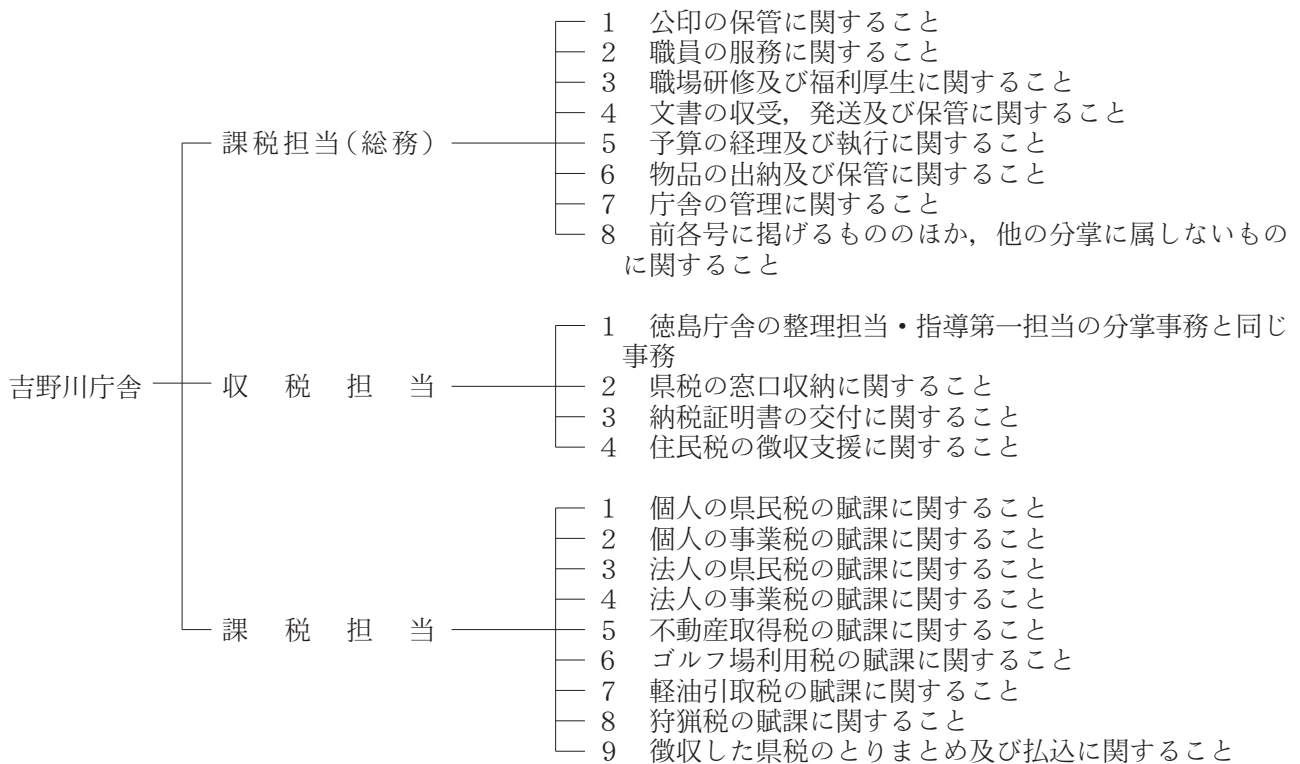 吉野川庁舎
課税担当(総務)
1 公印の保管に関すること
2 職員の服務に関すること
3 職場研修及び福利厚生に関すること
4 文書の収受，発送及び保管に関すること
5 予算の経理及び執行に関すること
6 物品の出納及び保管に関すること
7 庁舎の管理に関すること
8 前各号に掲げるもののほか，他の分掌に属しないもの
に関すること
収税担当
1 徳島庁舎の整理担当・指導第一担当の分掌事務と同じ
事務
2 県税の窓口収納に関すること
3 納税証明書の交付に関すること
4 住民税の徴収支援に関すること
課税担当
1 個人の県民税の賦課に関すること
2 個人の事業税の賦課に関すること
3 法人の県民税の賦課に関すること
4 法人の事業税の賦課に関すること
5 不動産取得税の賦課に関すること
6 ゴルフ場利用税の賦課に関すること
7 軽油引取税の賦課に関すること
8 狩猟税の賦課に関すること
9 徴収した県税のとりまとめ及び払込に関すること